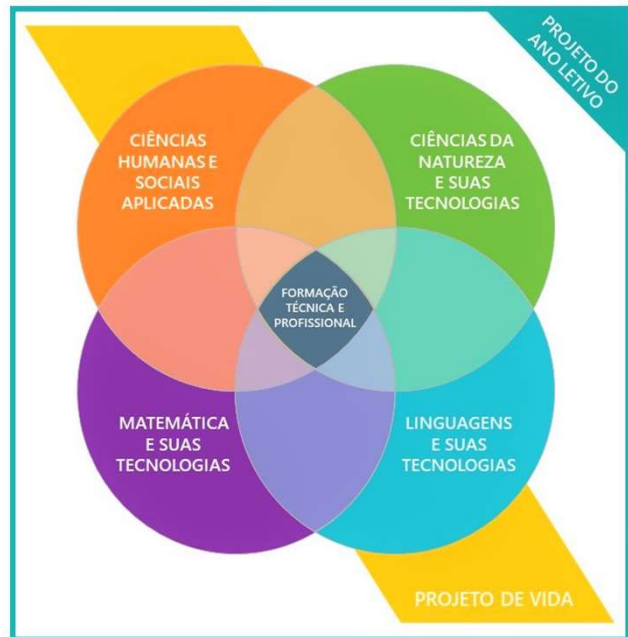 PROJETO DO
ANO LETIVO
CIÊNCIAS
HUMANAS E
SOCIAIS
APLICADAS
CIÊNCIAS DA
NATUREZA
E SUAS
TECNOLOGIAS
FORMAÇÃO
TÉCNICA E
PROFISSIONAL
MATEMÁTICA
E SUAS
TECNOLOGIAS
LINGUAGENS
E SUAS
TECNOLOGIAS
PROJETO DE VIDA